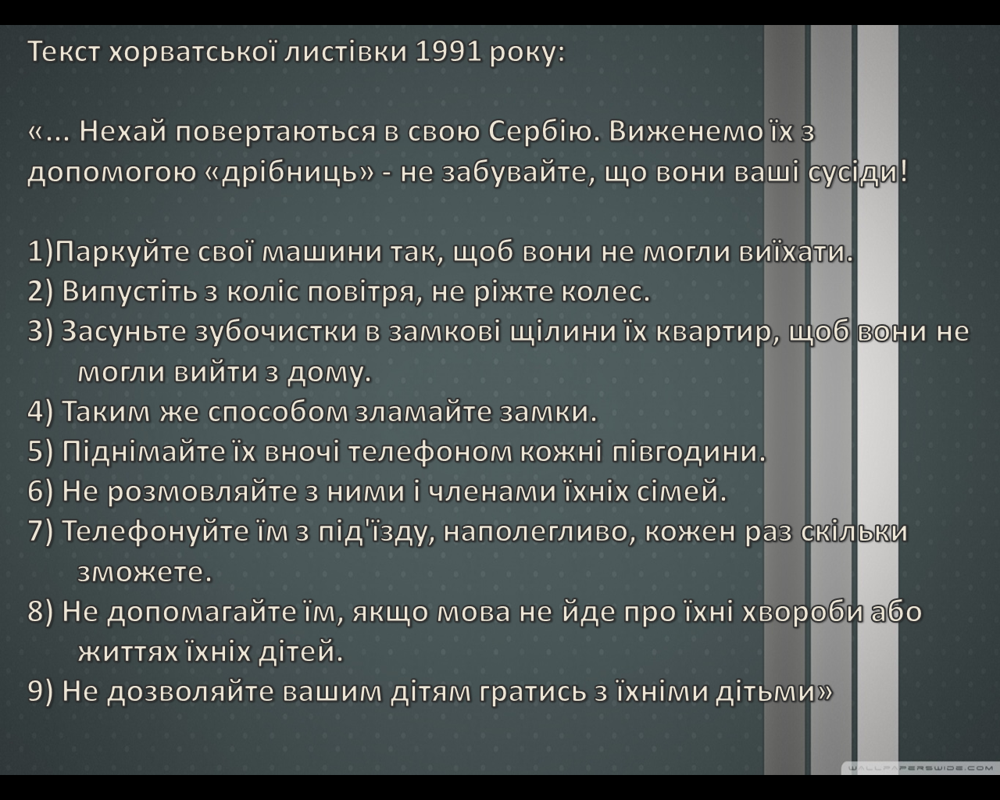 Текст хорватської листівки 1991 року:
«... Нехай повертаються в свою Сербію. Виженемо їх з
допомогою «дрібниць» - не забувайте, що вони ваші сусіди!
1)Паркуйте свої машини так, щоб вони не могли виїхати.
2) Випустіть з коліс повітря, не ріжте колес.
3) Засуньте зубочистки в замкові щілини їх квартир, щоб вони не
могли вийти з дому.
4) Таким же способом зламайте замки.
5) Піднімайте їх вночі телефоном кожні півгодини.
6) Не розмовляйте з ними і членами їхніх сімей.
7) Телефонуйте їм з під'їзду, наполегливо, кожен раз скільки
зможете.
8) Не допомагайте їм, якщо мова не йде про їхні хвороби або
життях їхніх дітей.
9) Не дозволяйте вашим дітям гратись з їхніми дітьми»
WALLPAPERSWIDE.COM